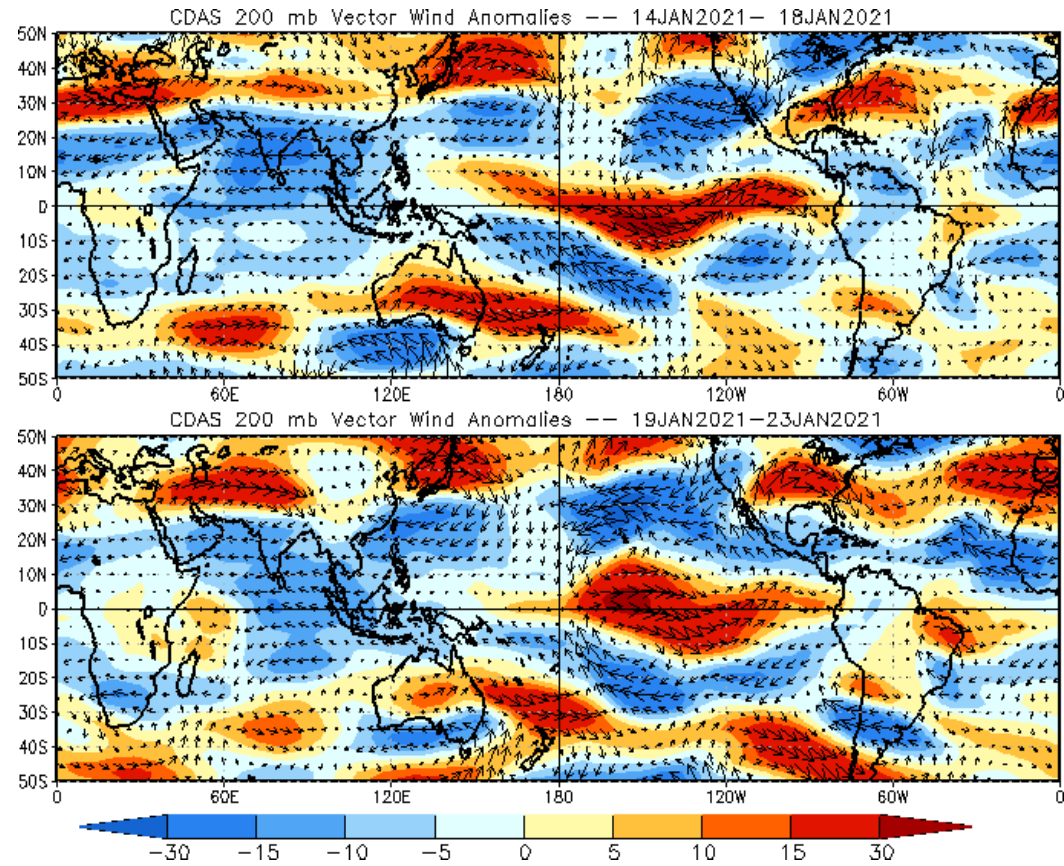 CDAS 200 mb Vector Wind Anomalies -- 14JAN2021- 18JAN2021
50N
40N
30N
20N
10N
0
10S
20S
30S
40S
50S
0 60E 120E 180 120W 60W 0
CDAS 200 mb Vector Wind Anomalies -- 19JAN2021-23JAN2021
50N
40N
30N
20N
10N
0
10S
20S
30S
40S
50S
0 60E 120E 180 120W 60W 0
-30 -15 -10 -5 0 5 10 15 30